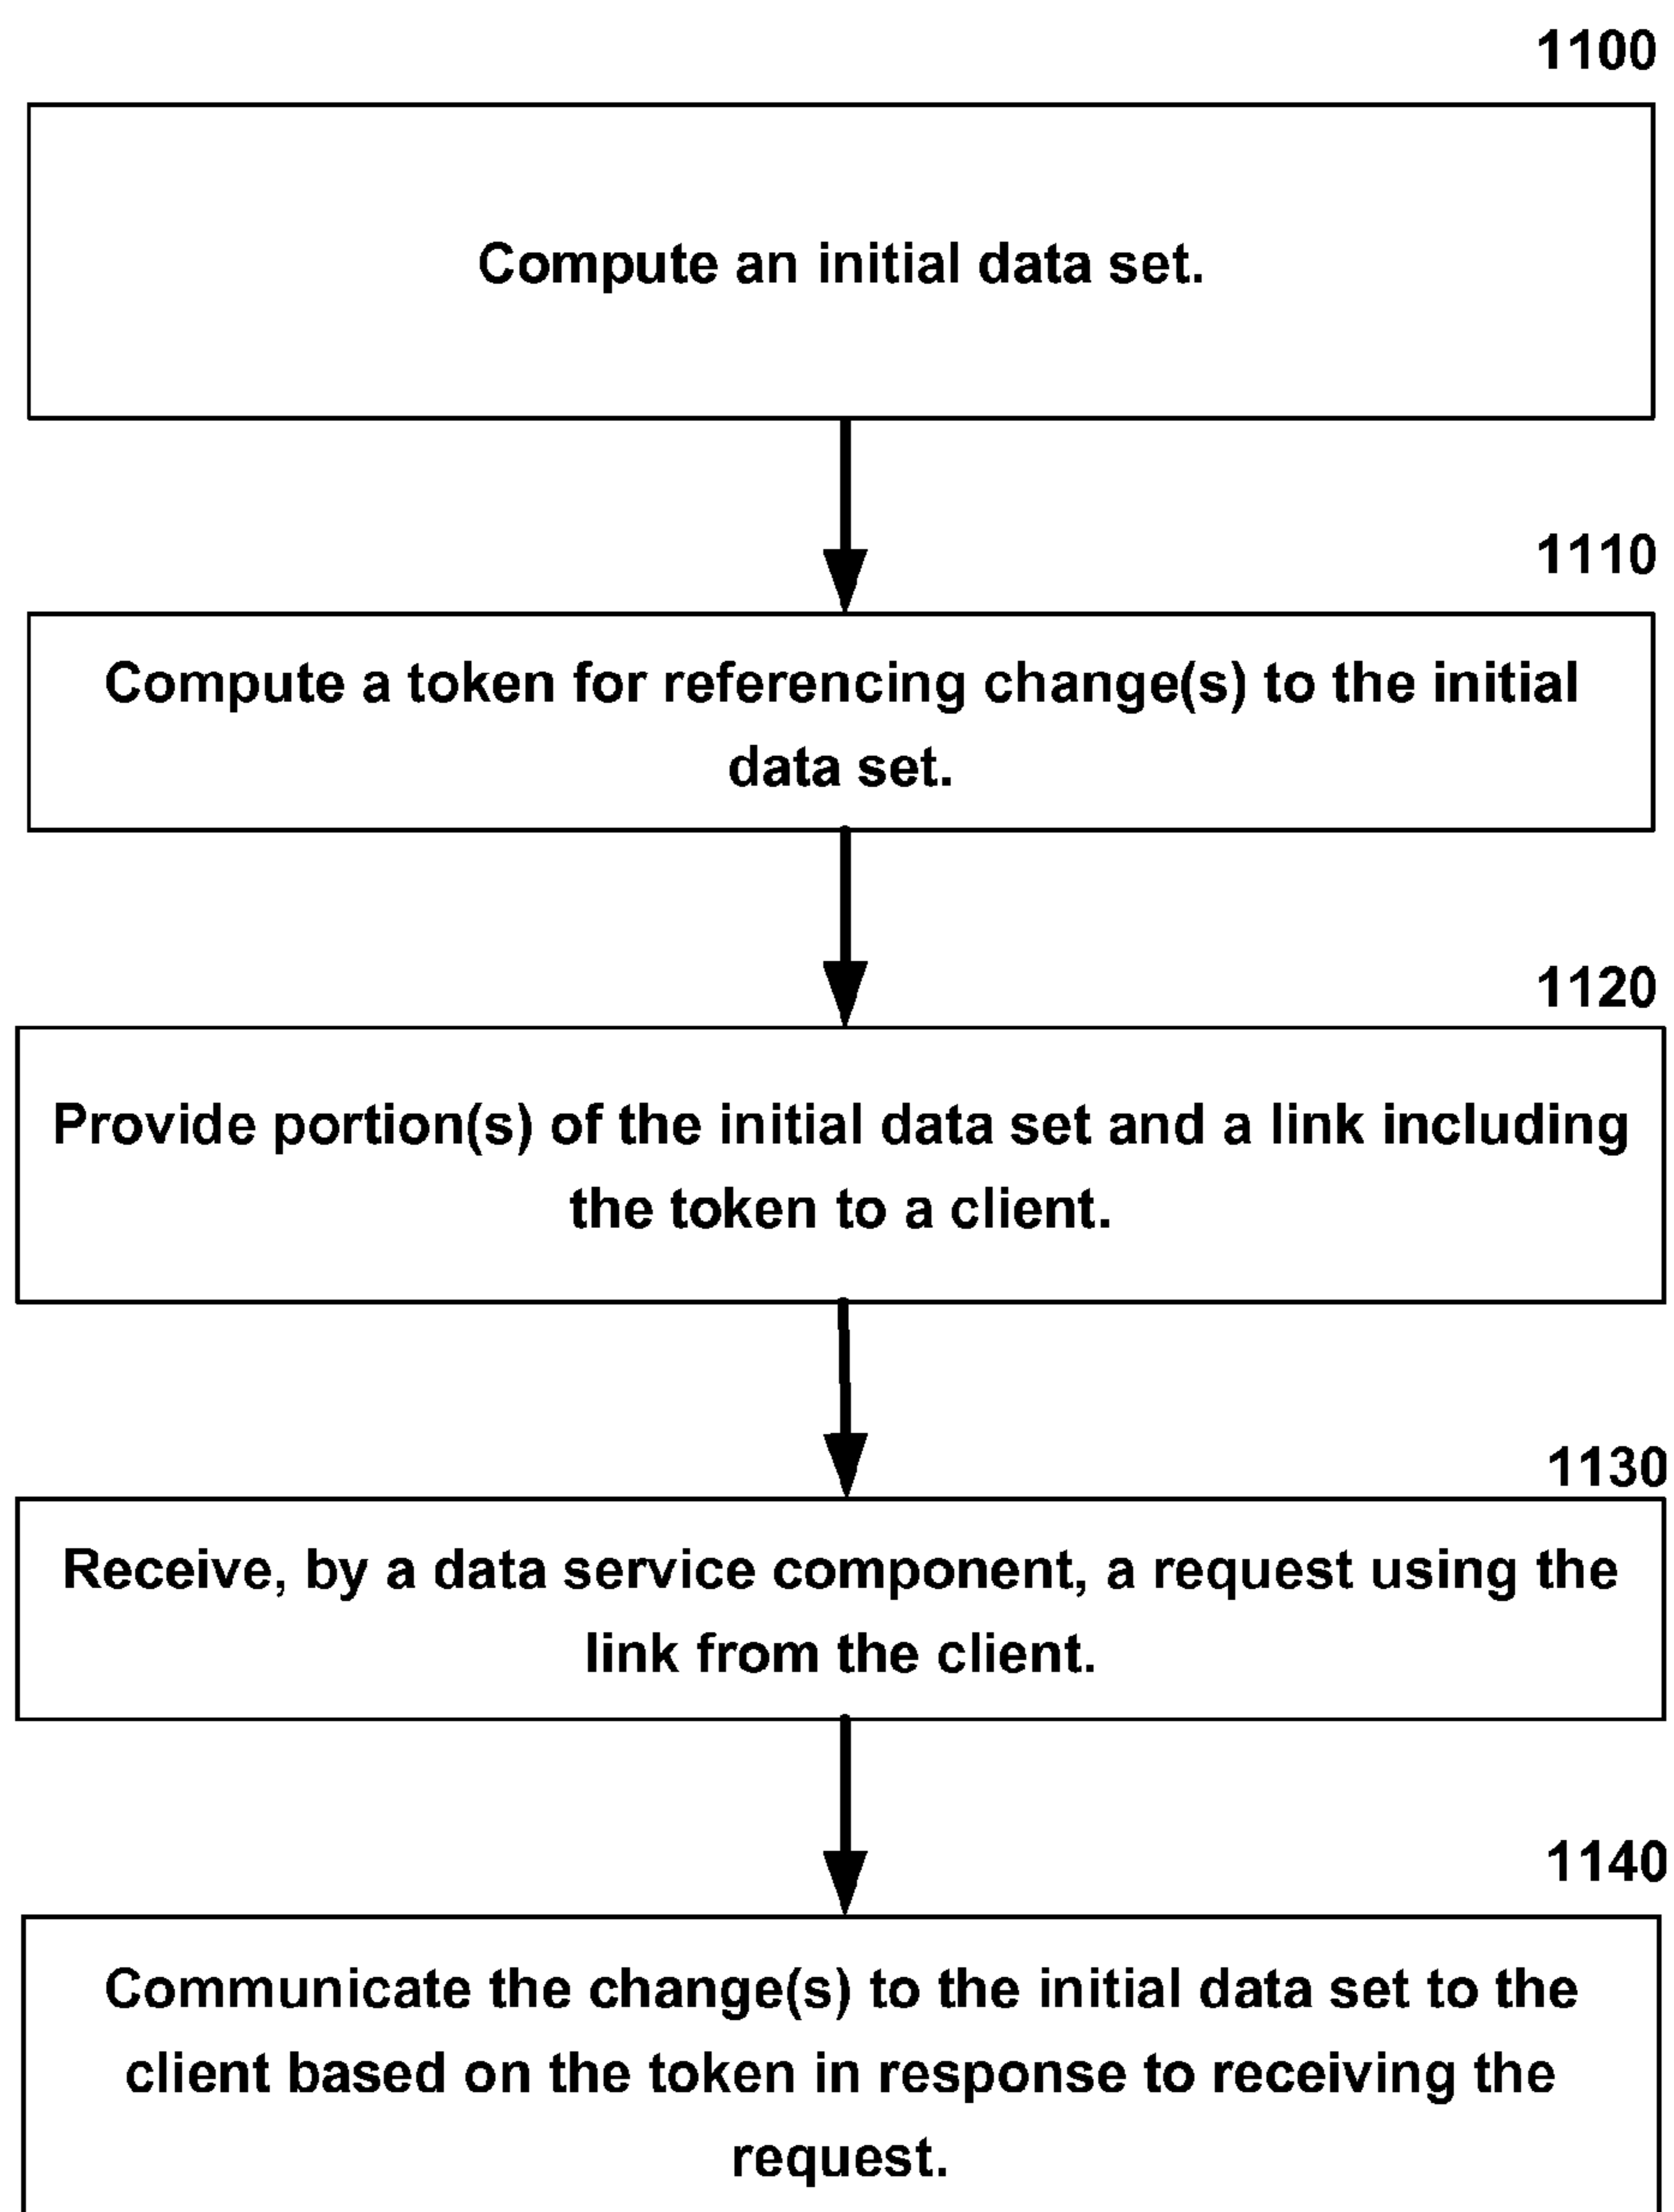 1100
Compute an initial data set.
1110
Compute a token for referencing change(s) to the initial
data set.
1120
Provide portion(s) of the initial data set and a link including
the token to a client.
1130
Receive, by a data service component, a request using the
link from the client.
1140
Communicate the change(s) to the initial data set to the
client based on the token in response to receiving the
request.